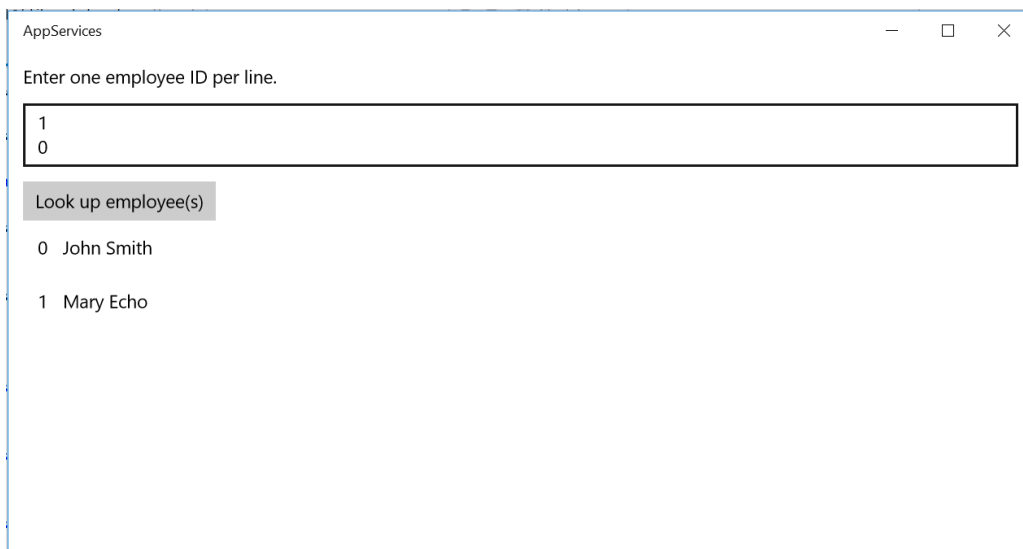 AppServices
Enter one employee ID per line.
1
0
Look up employee(s)
0 John Smith
1 Mary Echo